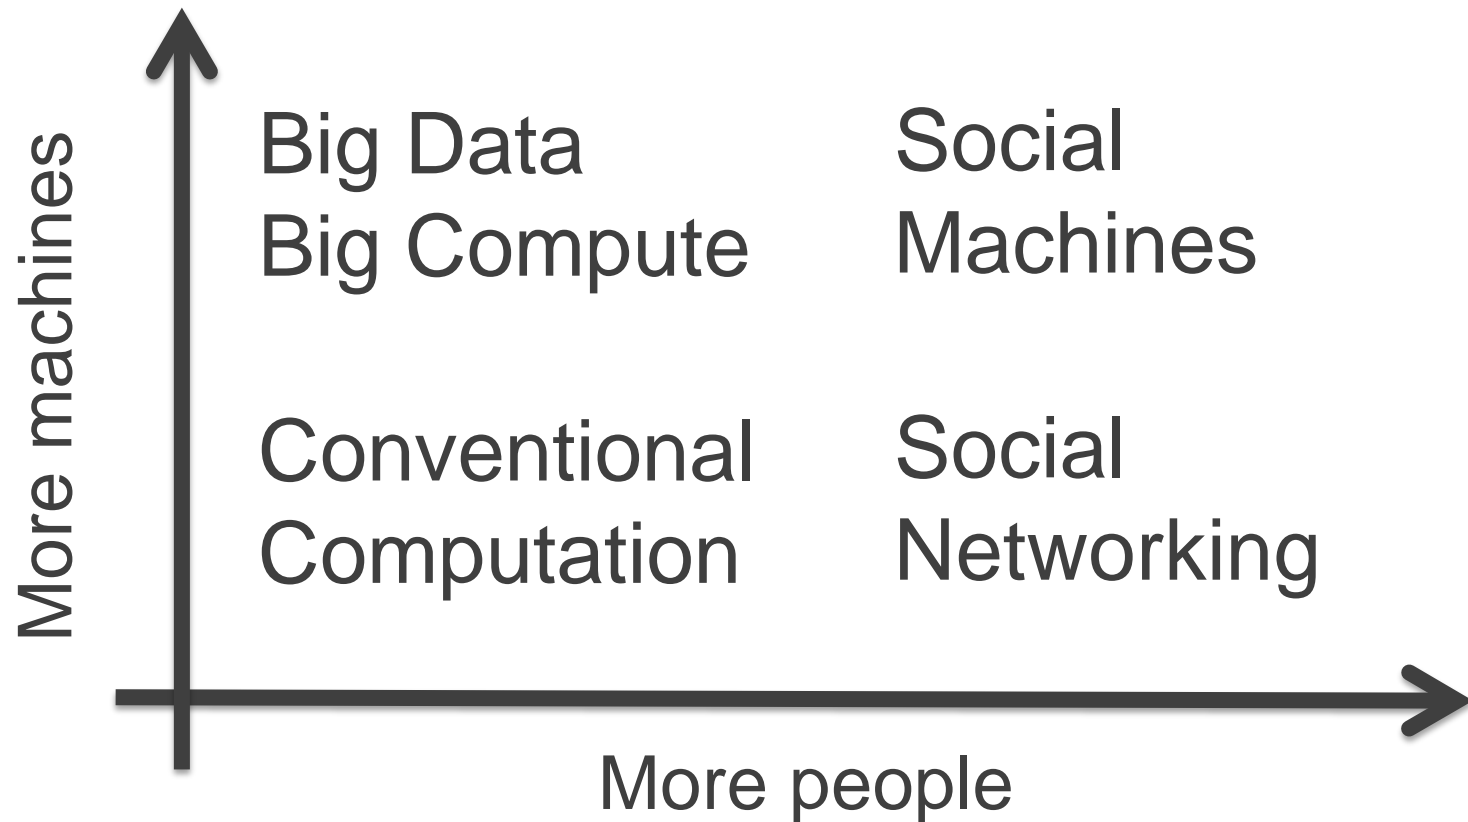 More machines
Big Data
Big Compute
Social
Machines
Conventional
Computation
Social
Networking
More people